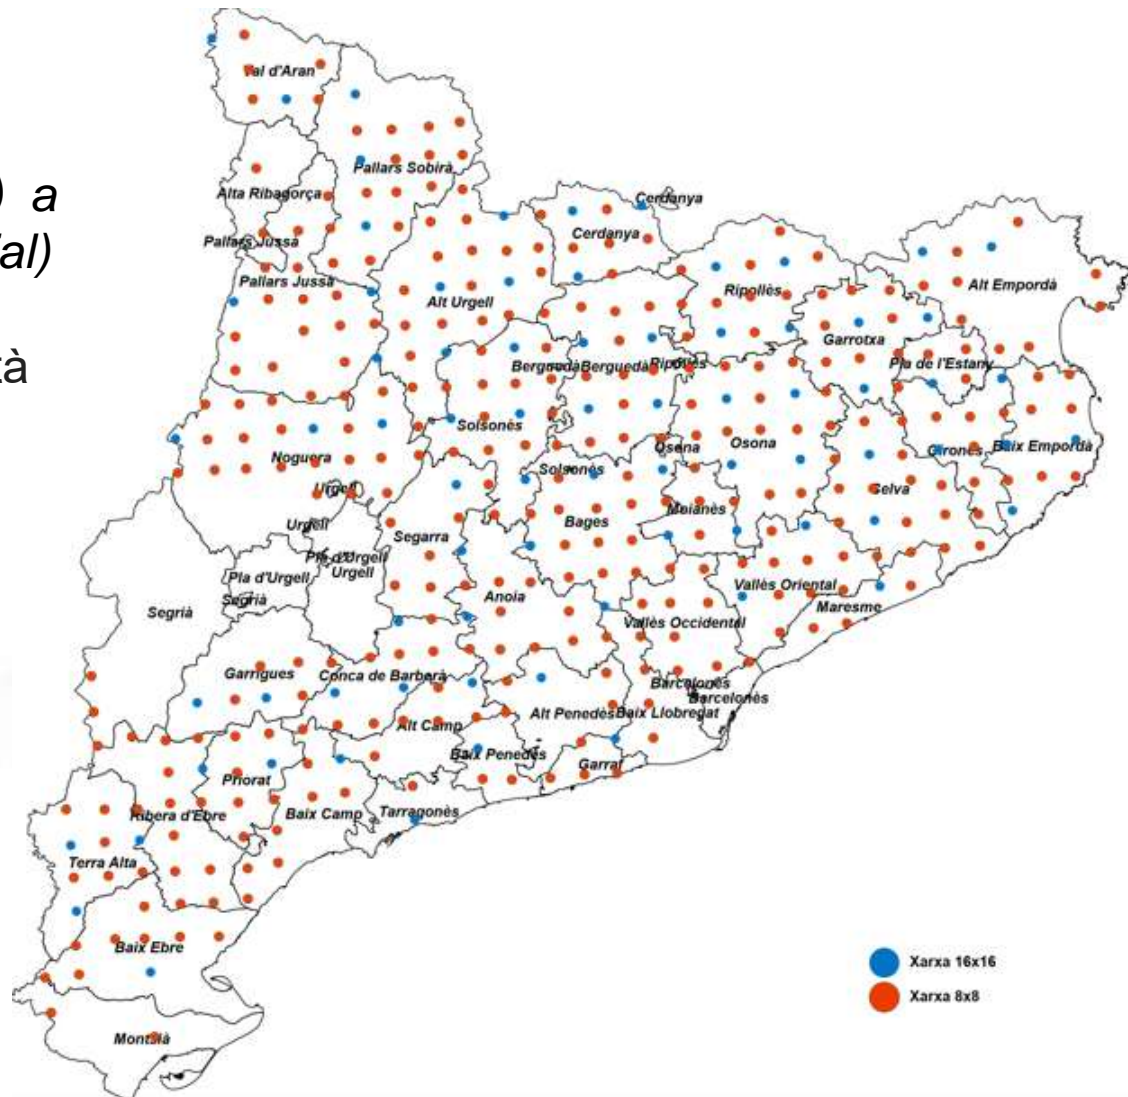 Val d'Aran
) a
Pallars Sobirà
Alta Ribagorça
Cerdanya
Cerdanya
Pallars Jussà
al)
Pallars Jussà
Alt Urgell
Ripollès
Alt Empordà
Garrotxa
tà
Berguedà
Berguedà
Ripollès
Pla de l'Estany
Solsonès
Osona
Osona
Gironès
Baix Empordà
Noguera
Solsonès
Urgell
Selva
Moianès
Urgell
Bages
Segarra
Pla d'Urgell
Urgell
Pla d'Urgell
Vallès Oriental
Segrià
Segrià
Anoia
Maresme
Vallès Occidental
Garrigues
Conca de Barberà
Barcelonès
Barcelonès
Alt Penedès
Baix Llobregat
Alt Camp
Baix Penedès
Garraf
Priorat
Ribera d'Ebre
Baix Camp
Tarragonès
Terra Alta
Baix Ebre
Xarxa 16x16
Xarxa 8x8
Montsià